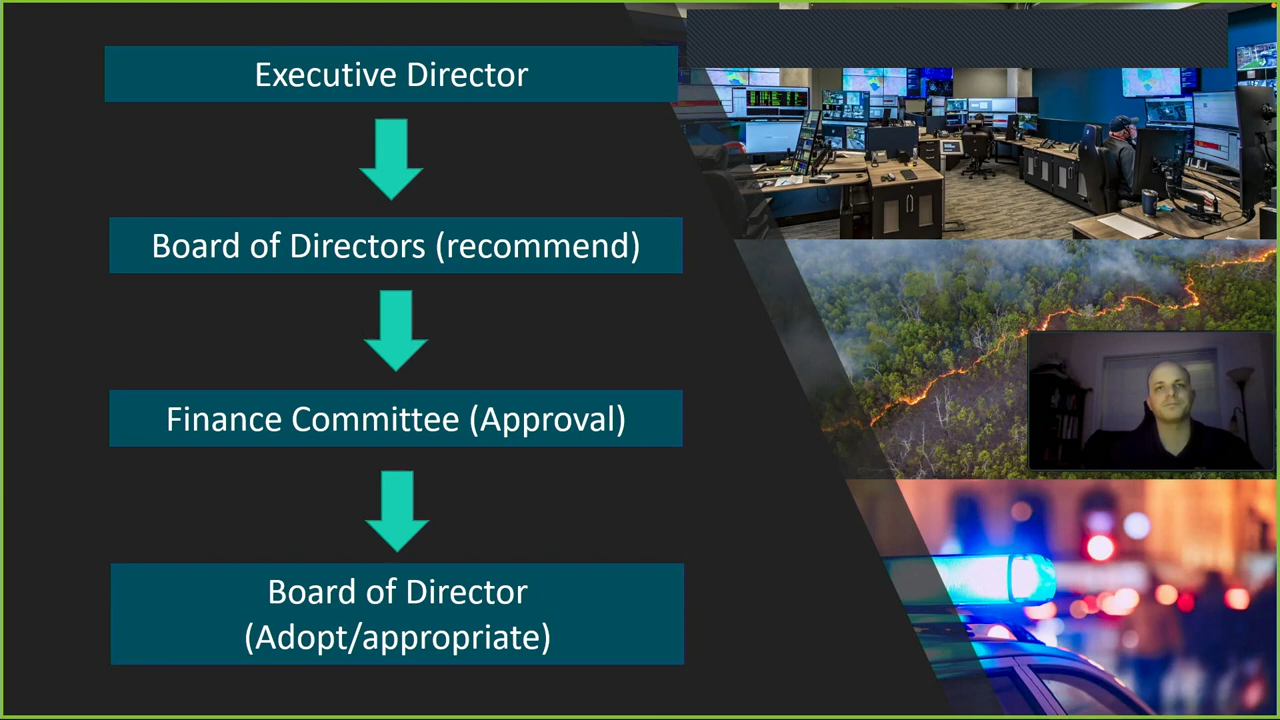 Executive Director
Board of Directors (recommend)
Finance Committee (Approval)
Board of Director
(Adopt/appropriate)